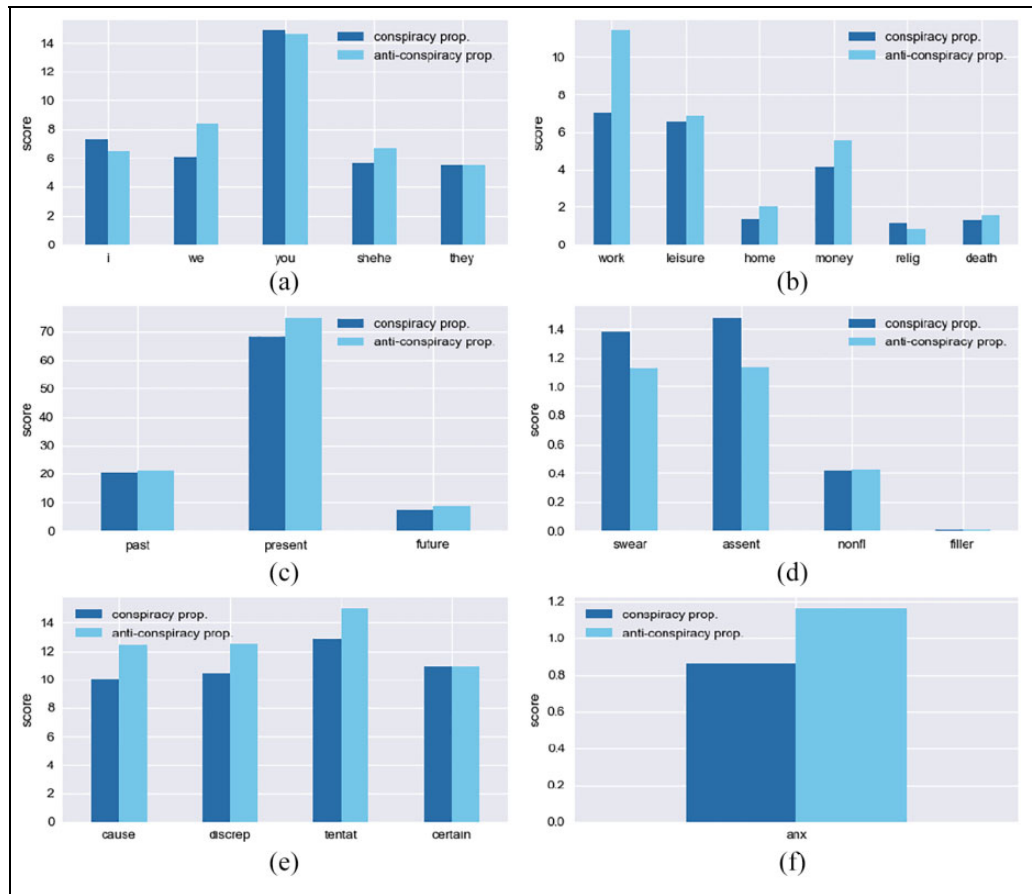 conspiracy prop.
anti-conspiracy prop.
score
14
12
10
8
6
4
2
0
i we you shehe they
(a)
conspiracy prop.
anti-conspiracy prop.
score
10
8
6
4
2
0
work leisure home money relig death
(b)
conspiracy prop.
anti-conspiracy prop.
score
70
60
50
40
30
20
10
0
past present future
(c)
conspiracy prop.
anti-conspiracy prop.
score
1.4
1.2
1.0
0.8
0.6
0.4
0.2
0.0
swear assent nonfl filler
(d)
conspiracy prop.
anti-conspiracy prop.
score
14
12
10
8
6
4
2
0
cause discrep tentat certain
(e)
conspiracy prop.
anti-conspiracy prop.
score
1.2
1.0
0.8
0.6
0.4
0.2
0.0
anx
(f)